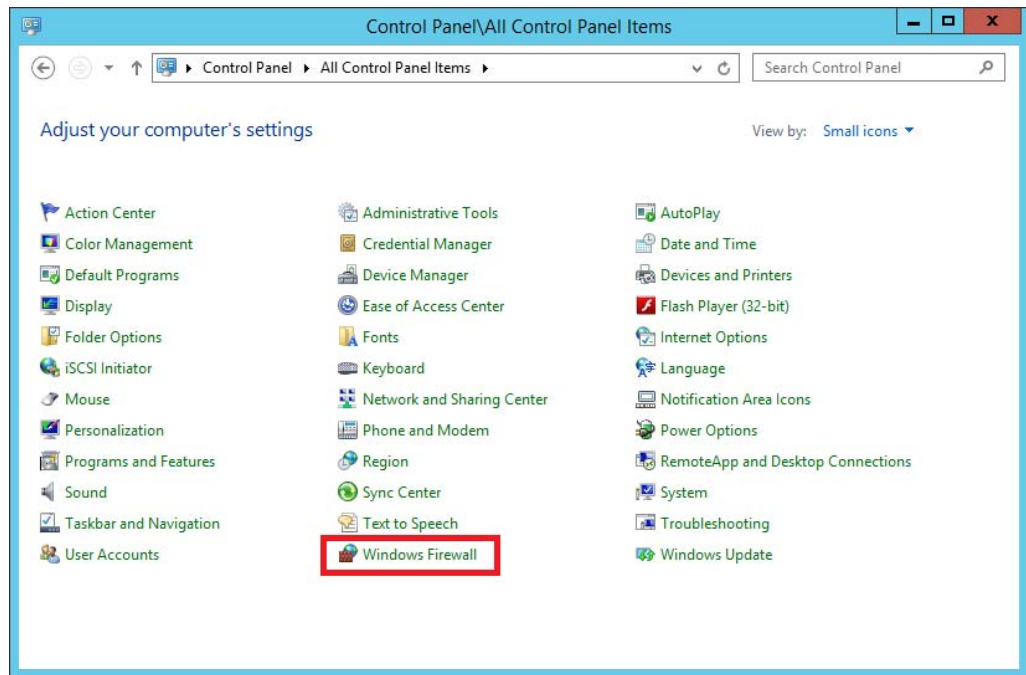 Control Panel\All Control Panel Items
Control Panel All Control Panel Items Search Control Panel
Adjust your computer's settings View by: Small icons
Action Center Administrative Tools AutoPlay
Color Management Credential Manager Date and Time
Default Programs Device Manager Devices and Printers
Display Ease of Access Center Flash Player (32-bit)
Folder Options Fonts Internet Options
iSCSI Initiator Keyboard Language
Mouse Network and Sharing Center Notification Area Icons
Personalization Phone and Modem Power Options
Programs and Features Region RemoteApp and Desktop Connections
Sound Sync Center System
Taskbar and Navigation Text to Speech Troubleshooting
User Accounts Windows Firewall Windows Update